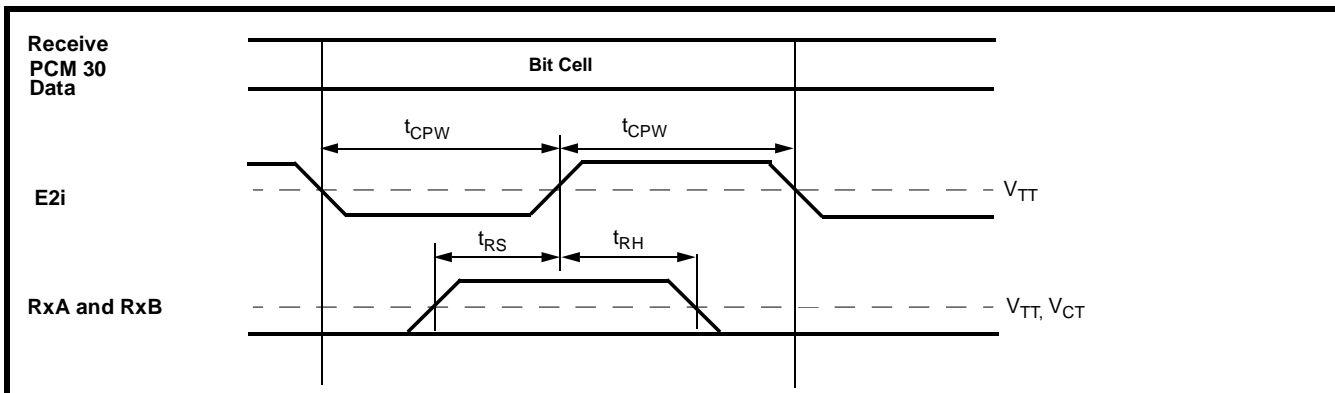 Receive
PCM 30
Data
Bit Cell
tCPW
tCPW
E2i
VTT
tRS
tRH
RxA and RxB
VTT, VCT